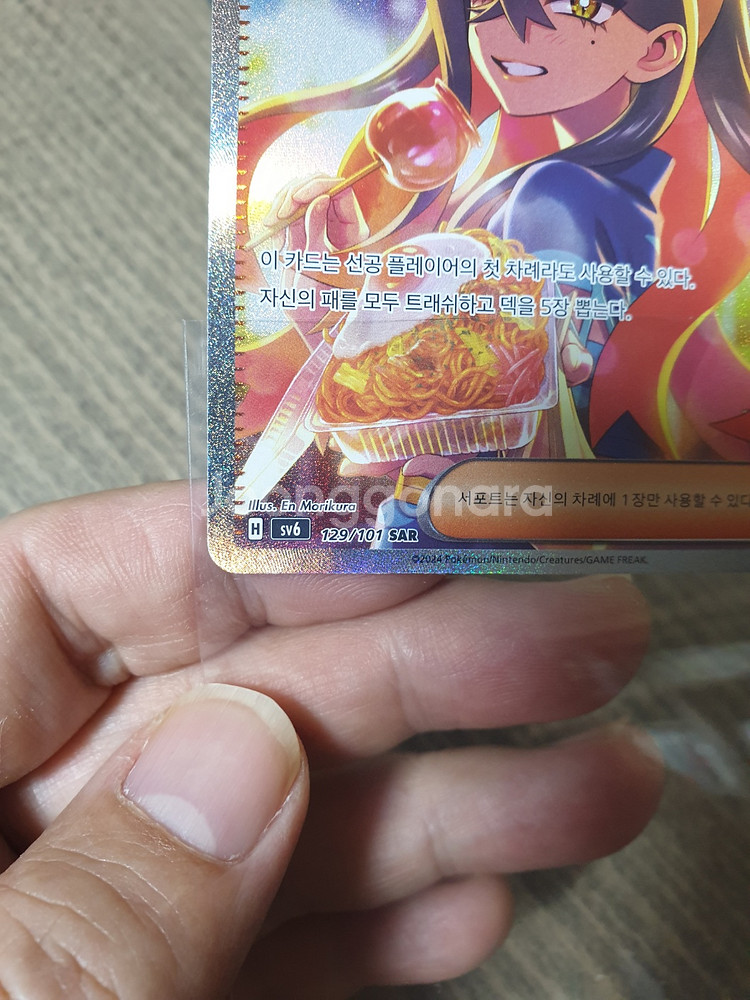 이 카드는 선공 플레이어의 첫 차례라도 사용할 수 있다.
자신의 패를 모두 트래쉬하고 덱을 5장 뽑는다.
서포트는 자신의 차례에 1장만 사용할 수 있다
Illus. En Morikura
H sv6 129/101 SAR
©2024 Pokémon/Nintendo/Creatures/GAME FREAK.
Joonggonara